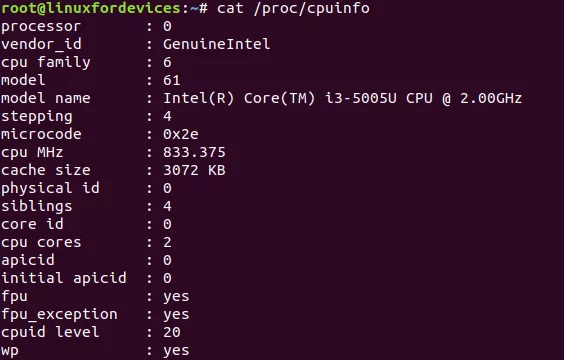 root@linuxfordevices:~# cat /proc/cpuinfo
processor       : 0
vendor_id       : GenuineIntel
cpu family      : 6
model           : 61
model name      : Intel(R) Core(TM) i3-5005U CPU @ 2.00GHz
stepping        : 4
microcode       : 0x2e
cpu MHz         : 833.375
cache size      : 3072 KB
physical id     : 0
siblings        : 4
core id         : 0
cpu cores       : 2
apicid          : 0
initial apicid  : 0
fpu             : yes
fpu_exception   : yes
cpuid level     : 20
wp              : yes